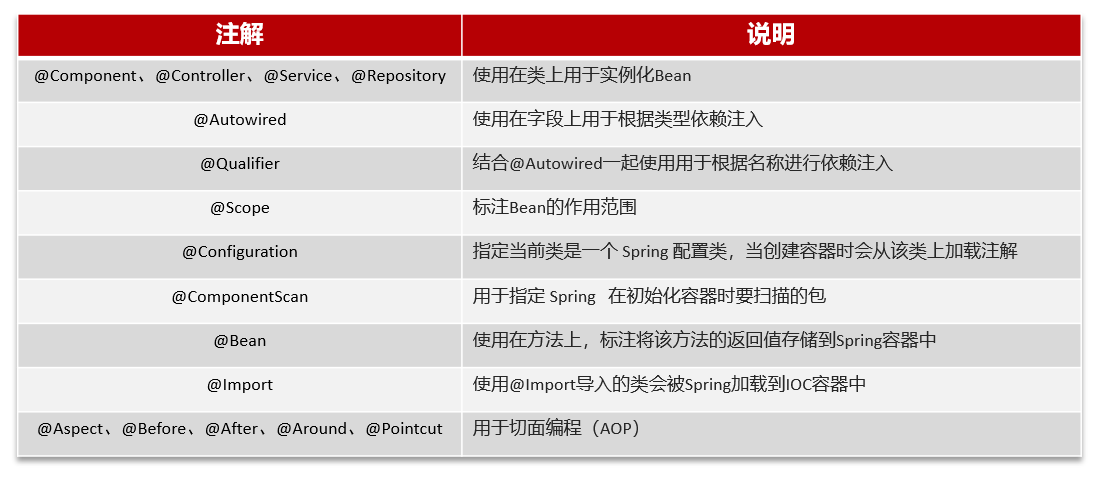 注解 说明
@Component、@Controller、@Service、@Repository 使用在类上用于实例化Bean
@Autowired 使用在字段上用于根据类型依赖注入
@Qualifier 结合@Autowired一起使用用于根据名称进行依赖注入
@Scope 标注Bean的作用范围
@Configuration 指定当前类是一个 Spring 配置类，当创建容器时会从该类上加载注解
@ComponentScan 用于指定 Spring 在初始化容器时要扫描的包
@Bean 使用在方法上，标注将该方法的返回值存储到Spring容器中
@Import 使用@Import导入的类会被Spring加载到IOC容器中
@Aspect、@Before、@After、@Around、@Pointcut 用于切面编程（AOP）